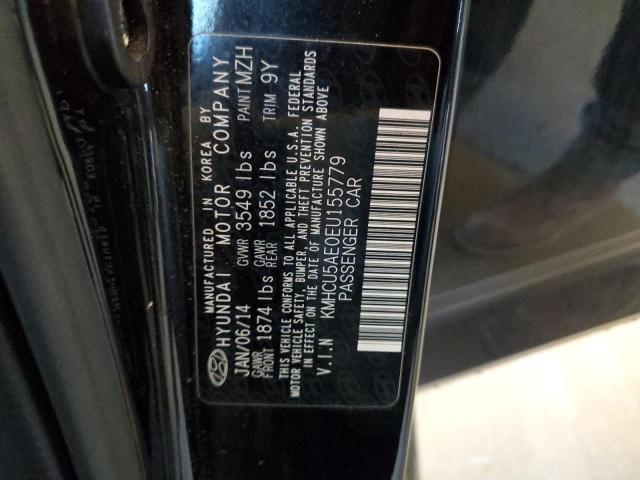 MANUFACTURED IN KOREA BY
HYUNDAI MOTOR COMPANY
JAN/06/14 GVWR 3549 lbs PAINT MZH
GAWR FRONT 1874 lbs GAWR REAR 1852 lbs TRIM 9Y
THIS VEHICLE CONFORMS TO ALL APPLICABLE U.S.A. FEDERAL
MOTOR VEHICLE SAFETY, BUMPER, AND THEFT PREVENTION STANDARDS
IN EFFECT ON THE DATE OF MANUFACTURE SHOWN ABOVE
V.I.N KMHCU5AE0EU155779
PASSENGER CAR